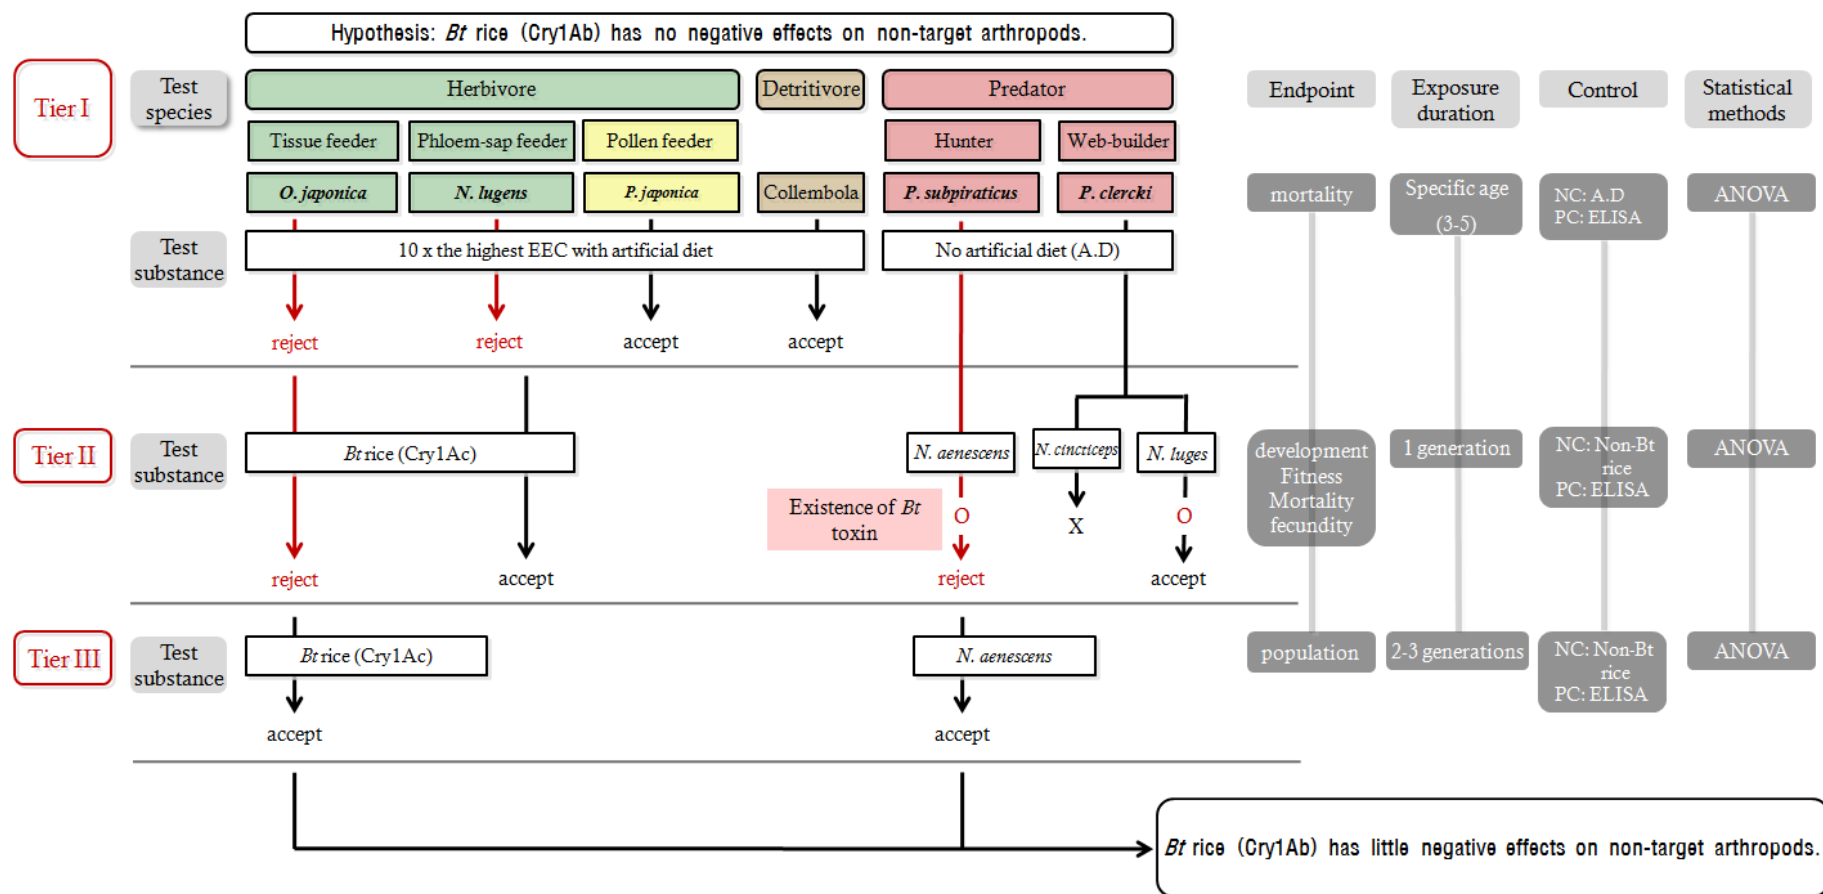 Hypothesis: Bt rice (Cry1Ab) has no negative effects on non-target arthropods.
Tier I
Test
species
Herbivore
Detritivore
Predator
Endpoint
Exposure
duration
Control
Statistical
methods
Tissue feeder
Phloem-sap feeder
Pollen feeder
Hunter
Web-builder
O. japonica
N. lugens
P. japonica
Collembola
P. subpiraticus
P. clercki
mortality
Specific age
(3-5)
NC: A.D
PC: ELISA
ANOVA
Test
substance
10 x the highest EEC with artificial diet
No artificial diet (A.D)
reject
reject
accept
accept
Tier II
Test
substance
Bt rice (Cry1Ac)
N. aenescens
N. cincticeps
N. luges
development
Fitness
Mortality
fecundity
1 generation
NC: Non-Bt
rice
PC: ELISA
ANOVA
Existence of Bt
toxin
O
X
O
reject
accept
reject
accept
Tier III
Test
substance
Bt rice (Cry1Ac)
N. aenescens
population
2-3 generations
NC: Non-Bt
rice
PC: ELISA
ANOVA
accept
accept
Bt rice (Cry1Ab) has little negative effects on non-target arthropods.